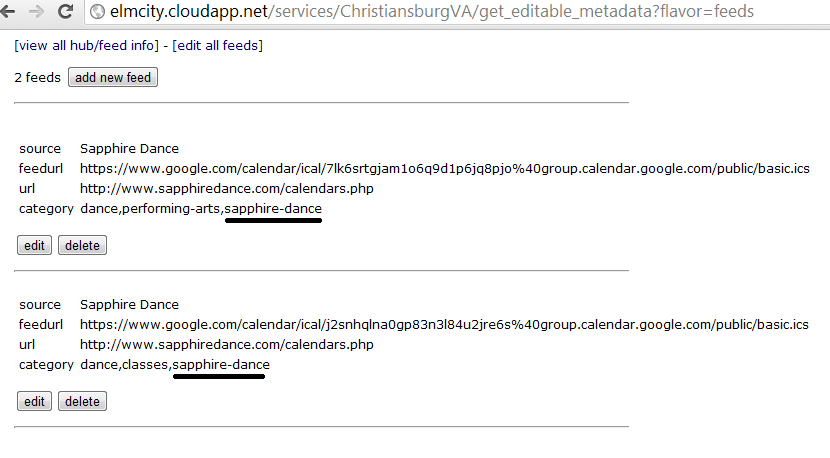 elmcity.cloudapp.net/services/ChristiansburgVA/get_editable_metadata?flavor=feeds
[view all hub/feed info] - [edit all feeds]
2 feeds add new feed
source Sapphire Dance
feedurl https://www.google.com/calendar/ical/7lk6srtgjam1o6q9d1p6jq8pjo%40group.calendar.google.com/public/basic.ics
url http://www.sapphiredance.com/calendars.php
category dance,performing-arts,sapphire-dance
edit delete
source Sapphire Dance
feedurl https://www.google.com/calendar/ical/j2snhqlna0gp83n3l84u2jre6s%40group.calendar.google.com/public/basic.ics
url http://www.sapphiredance.com/calendars.php
category dance,classes,sapphire-dance
edit delete